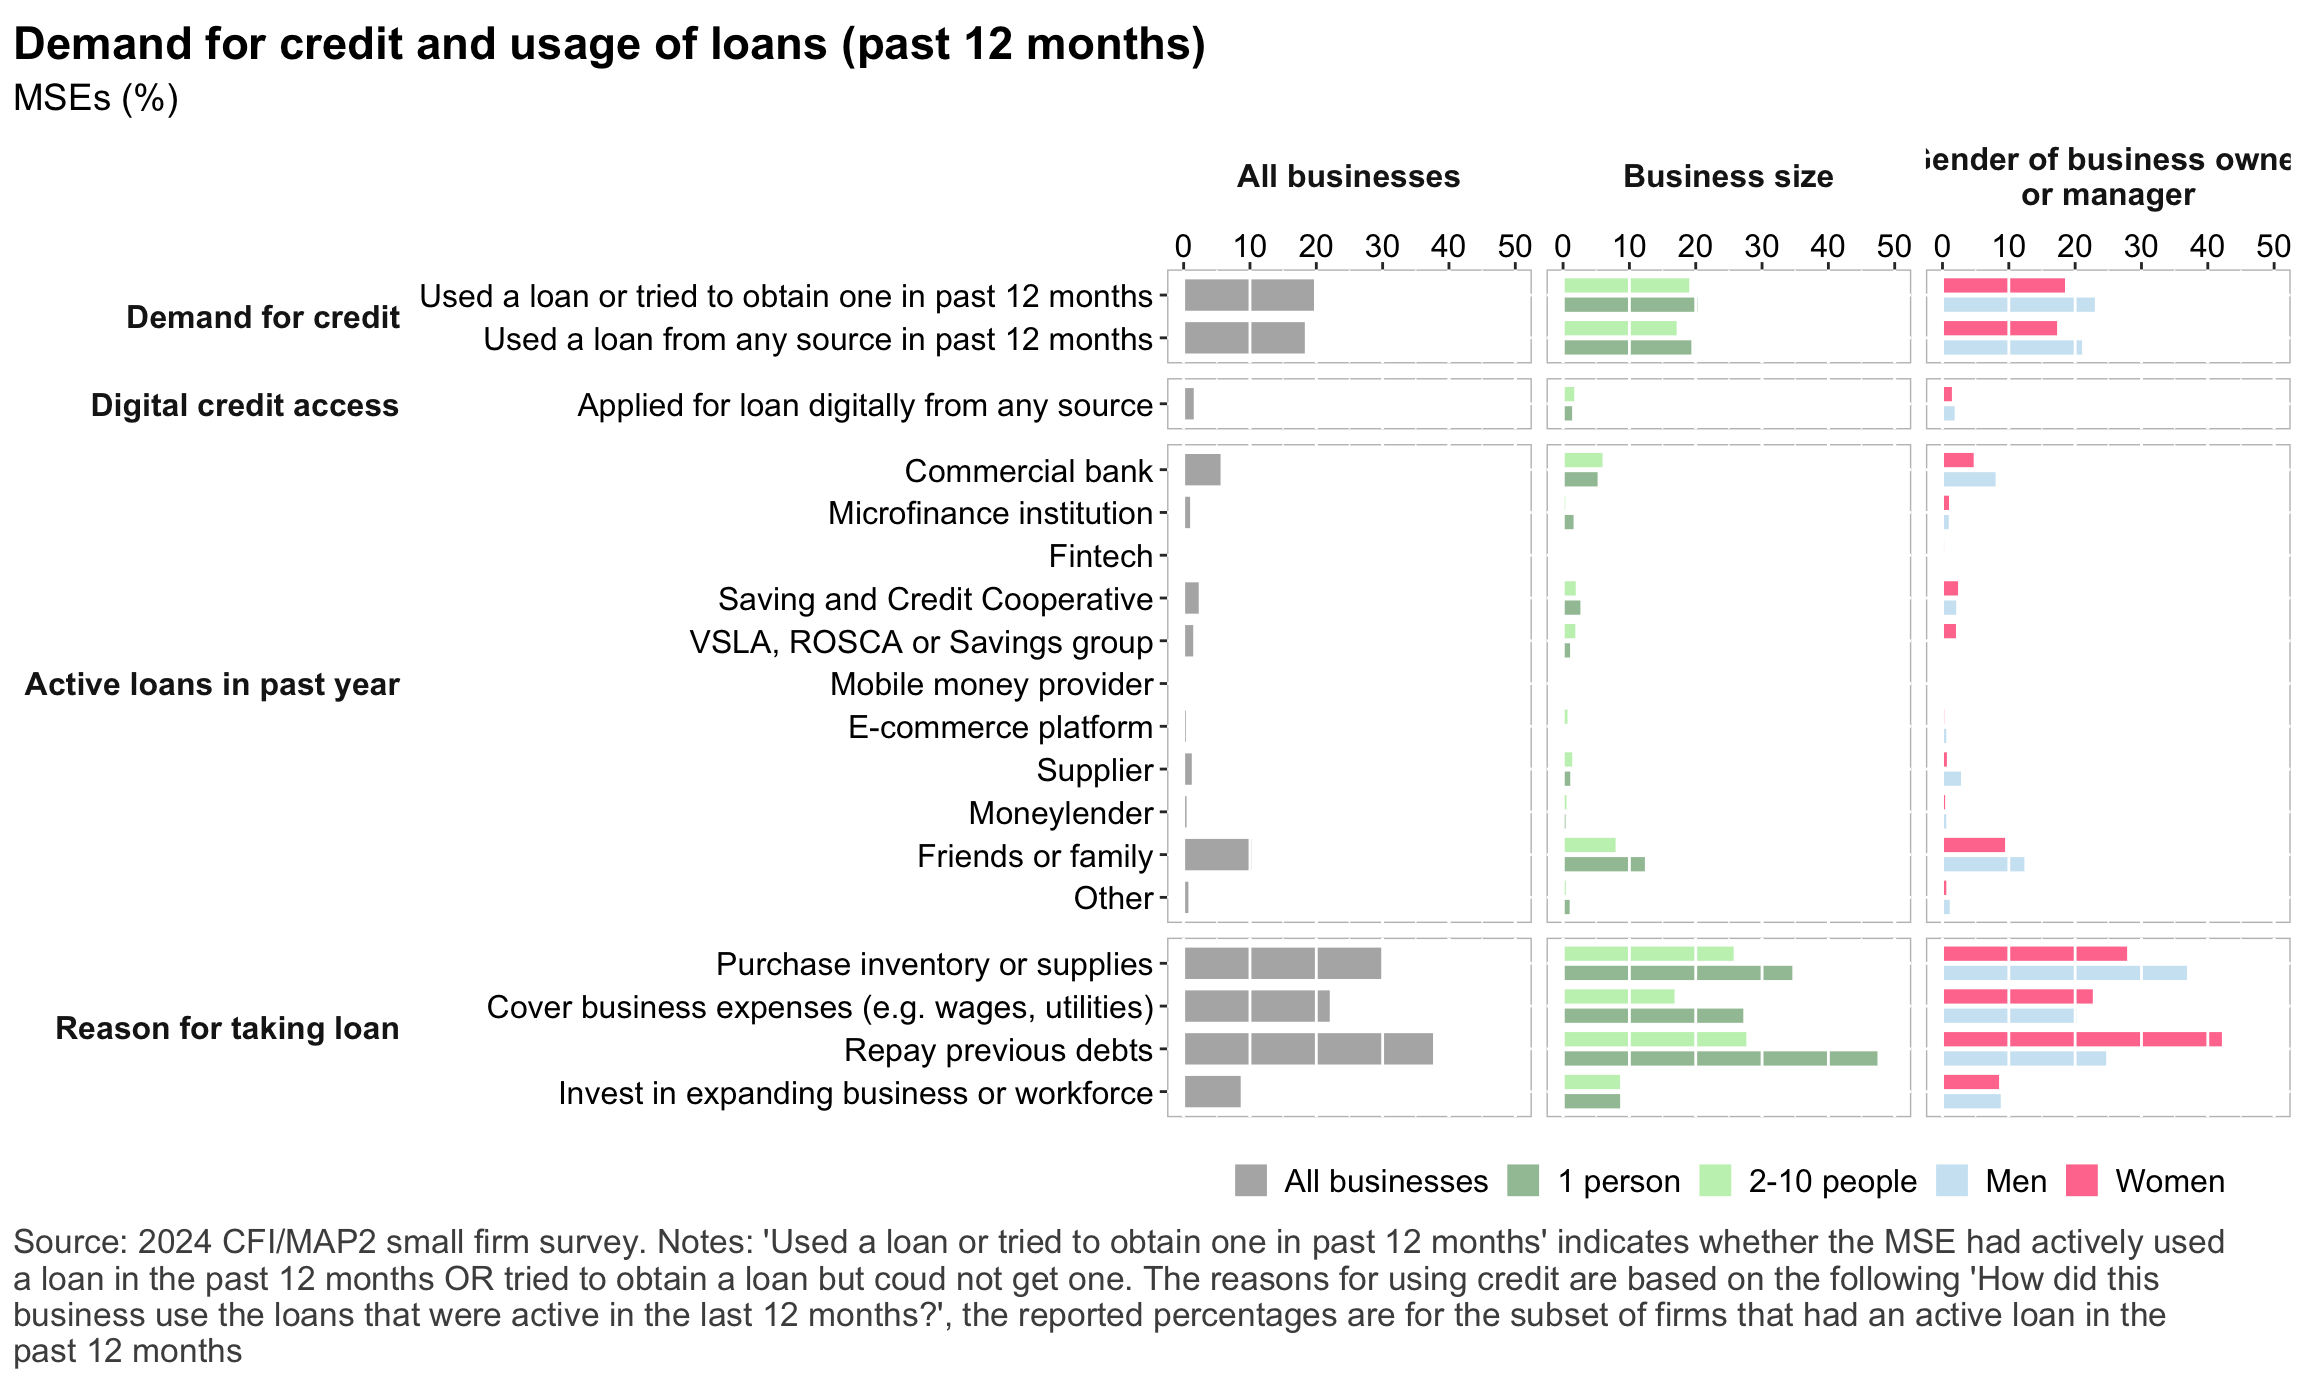 Demand for credit and usage of loans (past 12 months)
MSEs (%)
All businesses
Business size
Gender of business owne
or manager
0 10 20 30 40 50 0 10 20 30 40 50 0 10 20 30 40 50
Demand for credit
Used a loan or tried to obtain one in past 12 months
Used a loan from any source in past 12 months
Digital credit access
Applied for loan digitally from any source
Active loans in past year
Commercial bank
Microfinance institution
Fintech
Saving and Credit Cooperative
VSLA, ROSCA or Savings group
Mobile money provider
E-commerce platform
Supplier
Moneylender
Friends or family
Other
Reason for taking loan
Purchase inventory or supplies
Cover business expenses (e.g. wages, utilities)
Repay previous debts
Invest in expanding business or workforce
All businesses 1 person 2-10 people Men Women
Source: 2024 CFI/MAP2 small firm survey. Notes: 'Used a loan or tried to obtain one in past 12 months' indicates whether the MSE had actively used
a loan in the past 12 months OR tried to obtain a loan but coud not get one. The reasons for using credit are based on the following 'How did this
business use the loans that were active in the last 12 months?', the reported percentages are for the subset of firms that had an active loan in the
past 12 months